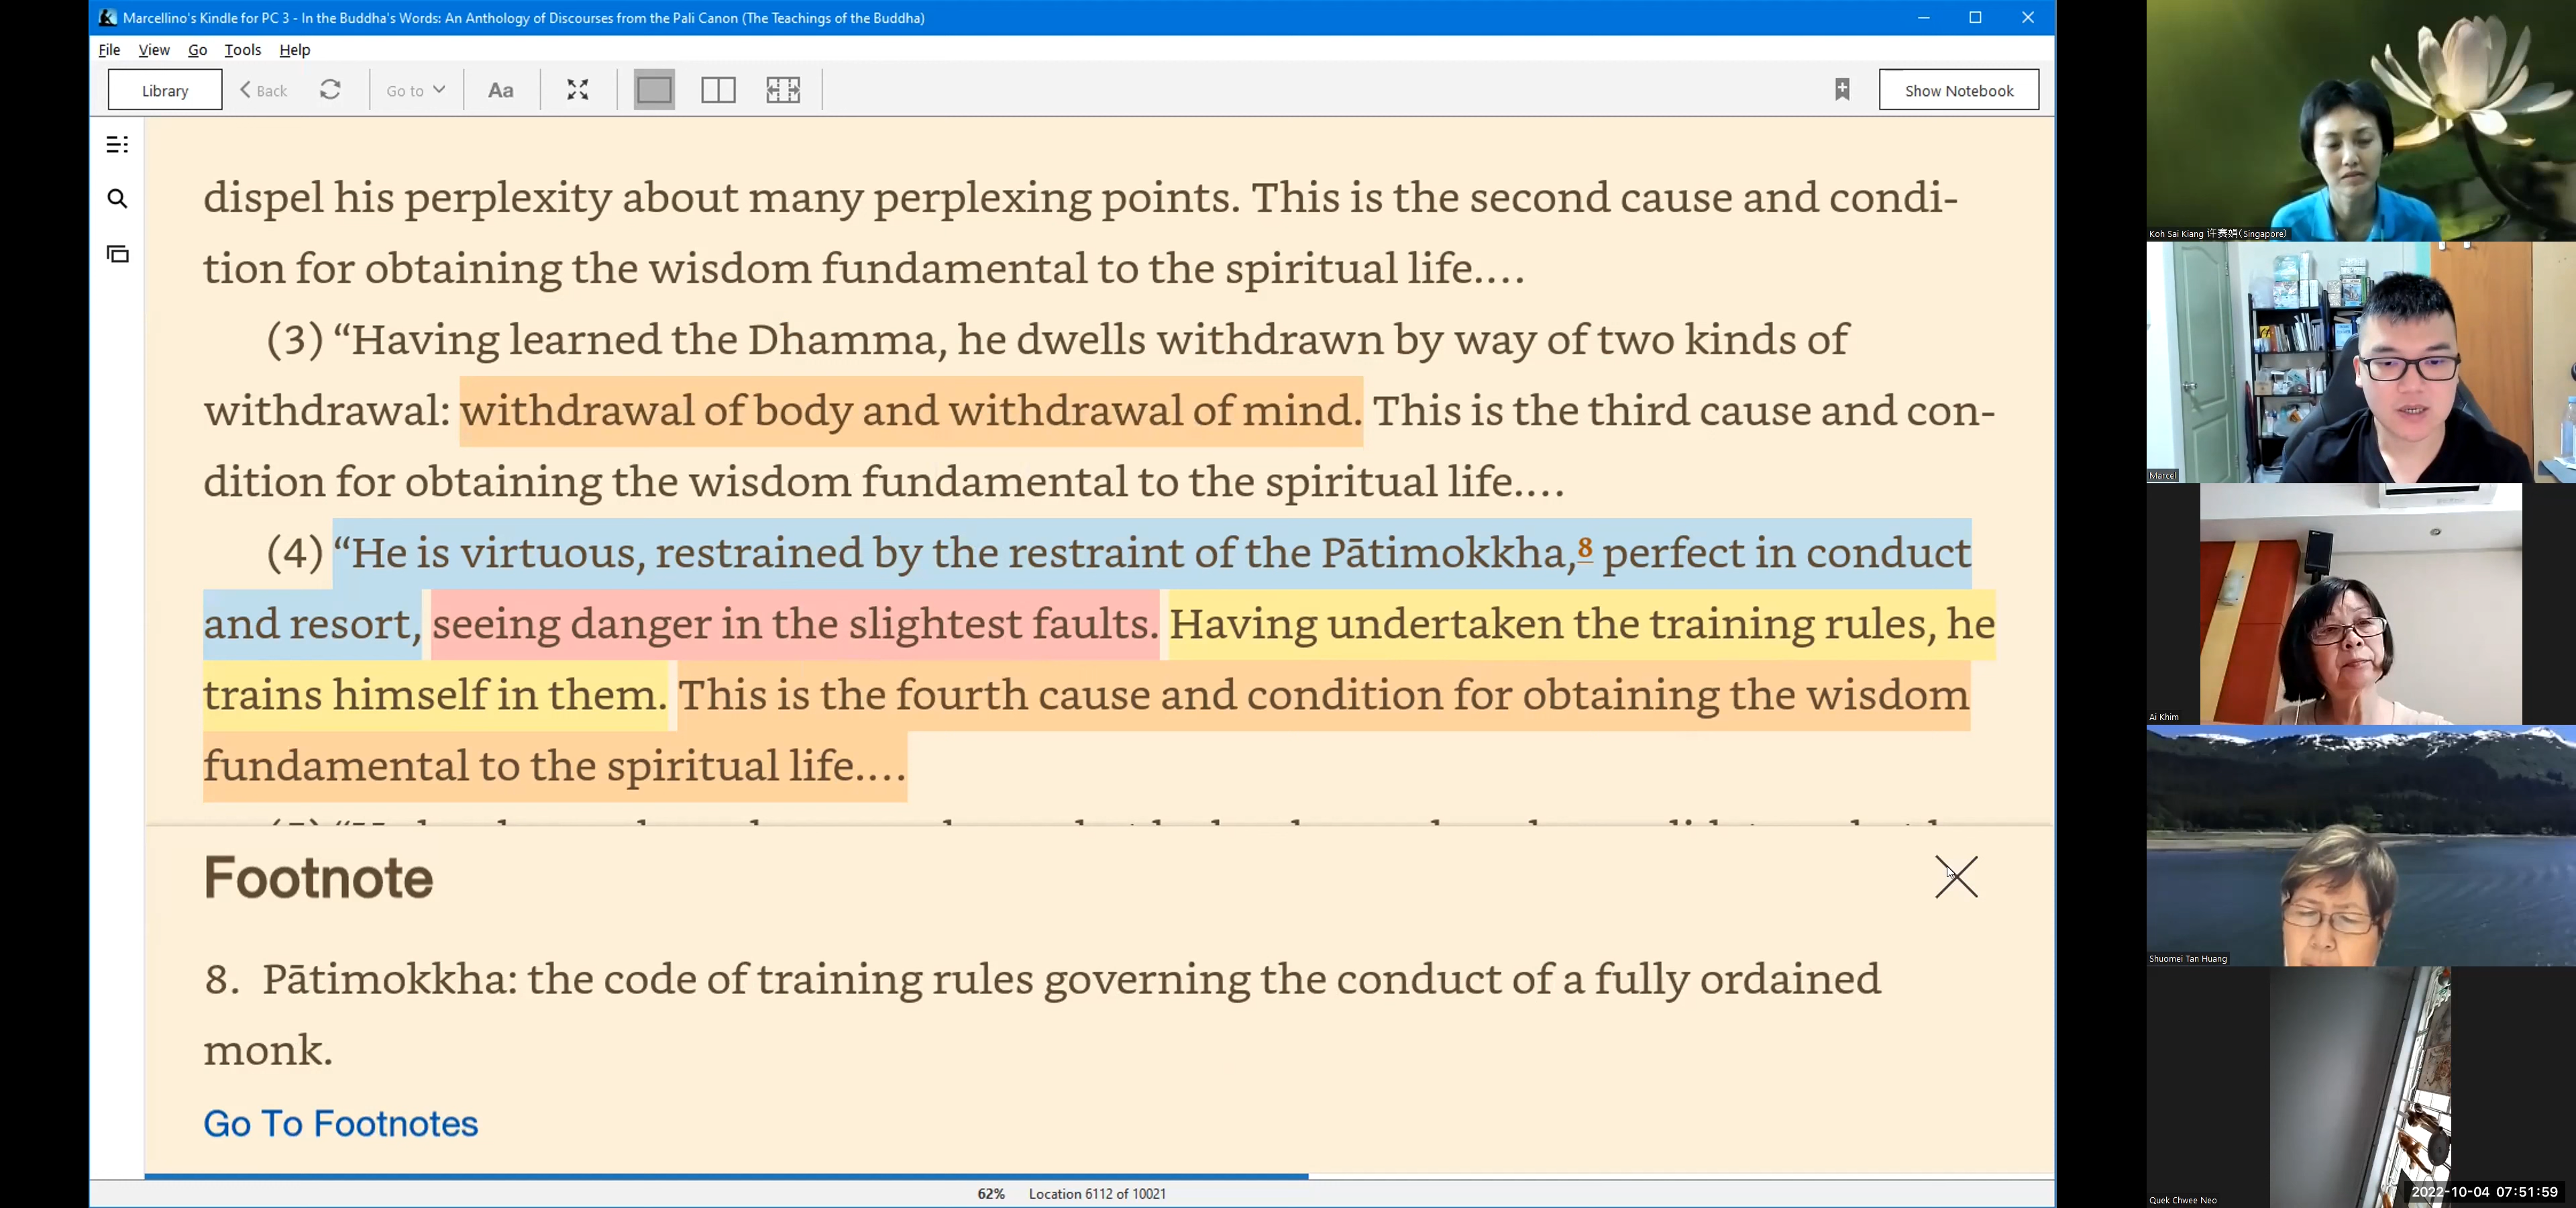 Marcellino's Kindle for PC 3 - In the Buddha's Words: An Anthology of Discourses from the Pali Canon (The Teachings of the Buddha)
File View Go Tools Help
Library Back Go to Aa Show Notebook
dispel his perplexity about many perplexing points. This is the second cause and condi-
tion for obtaining the wisdom fundamental to the spiritual life....
(3) “Having learned the Dhamma, he dwells withdrawn by way of two kinds of
withdrawal: withdrawal of body and withdrawal of mind. This is the third cause and con-
dition for obtaining the wisdom fundamental to the spiritual life....
(4) “He is virtuous, restrained by the restraint of the Pātimokkha,8 perfect in conduct
and resort, seeing danger in the slightest faults. Having undertaken the training rules, he
trains himself in them. This is the fourth cause and condition for obtaining the wisdom
fundamental to the spiritual life....
Footnote
8. Pātimokkha: the code of training rules governing the conduct of a fully ordained
monk.
Go To Footnotes
62% Location 6112 of 10021
Koh Sai Kiang 许赛娟(Singapore)
Marcel
Ai Khim
Shuomei Tan Huang
Quek Chwee Neo
2022-10-04 07:51:59